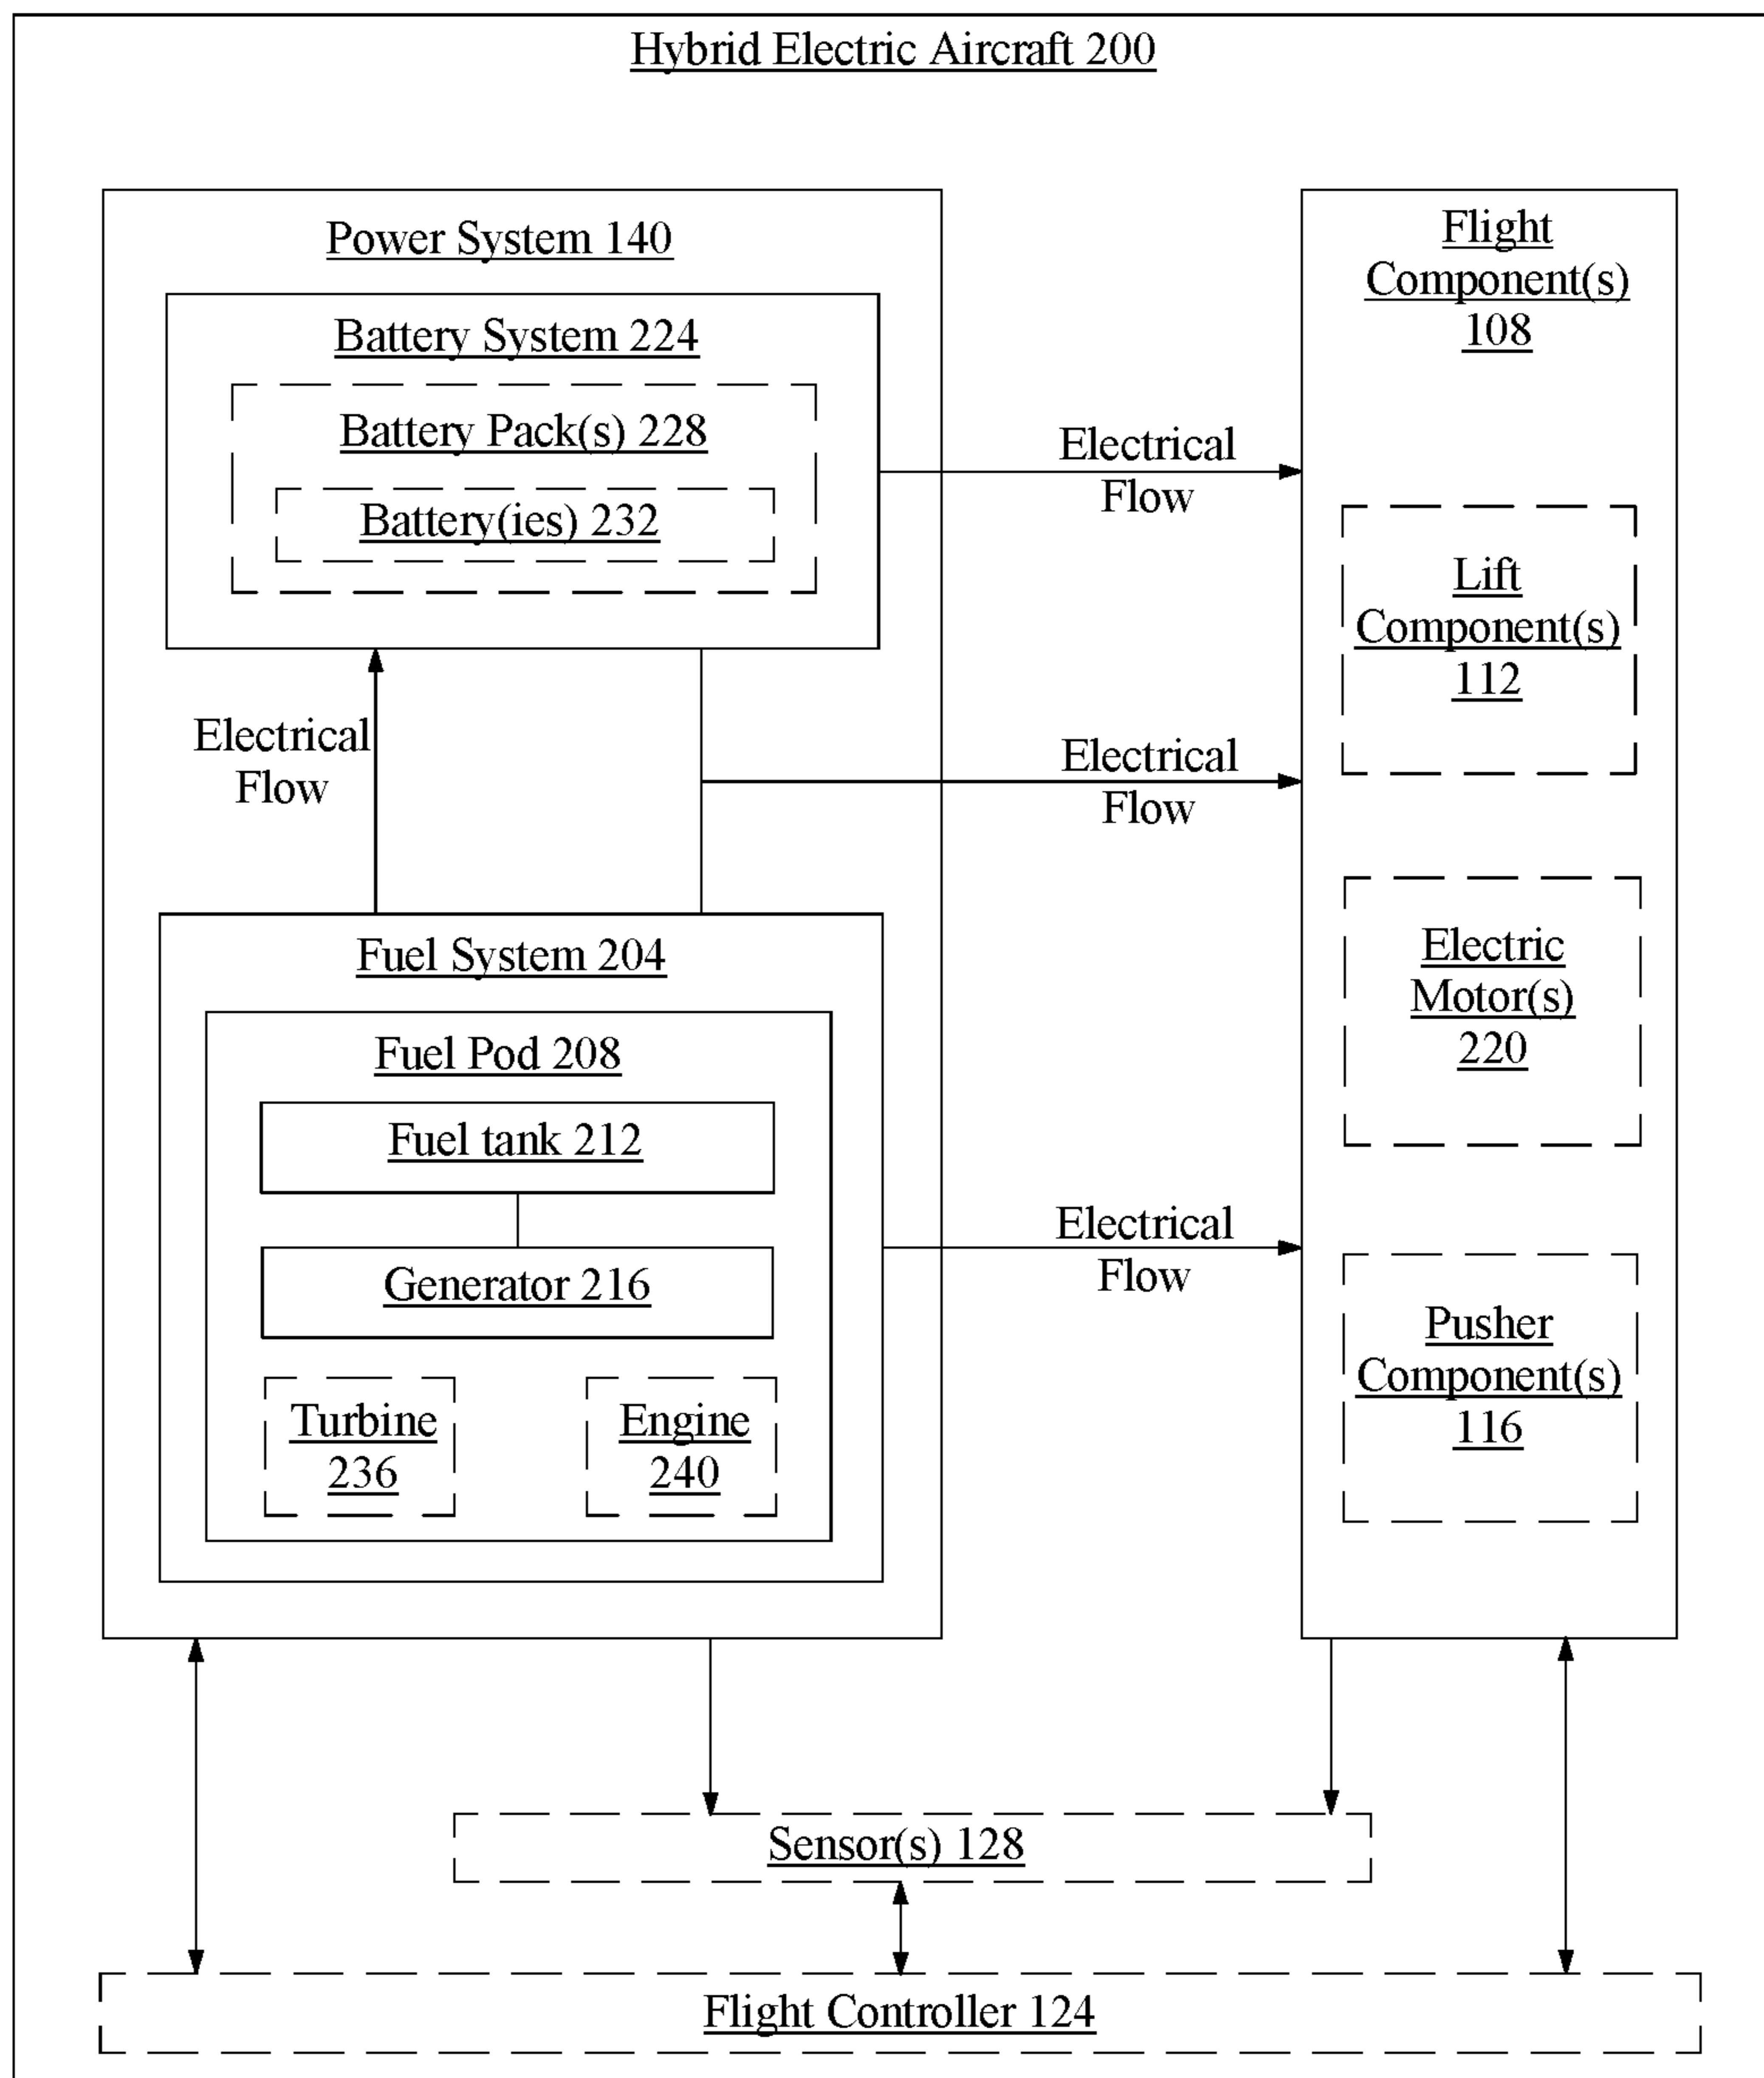 Hybrid Electric Aircraft 200
Power System 140
Battery System 224
Battery Pack(s) 228
Battery(ies) 232
Electrical
Flow
Fuel System 204
Fuel Pod 208
Fuel tank 212
Generator 216
Turbine
236
Engine
240
Electrical
Flow
Electrical
Flow
Electrical
Flow
Flight
Component(s)
108
Lift
Component(s)
112
Electric
Motor(s)
220
Pusher
Component(s)
116
Sensor(s) 128
Flight Controller 124